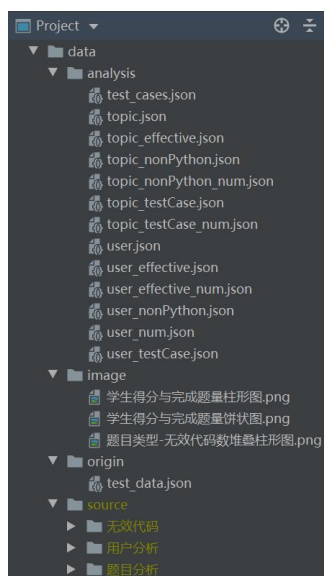 Project
data
analysis
test_cases.json
topic.json
topic_effective.json
topic_nonPython.json
topic_nonPython_num.json
topic_testCase.json
topic_testCase_num.json
user.json
user_effective.json
user_effective_num.json
user_nonPython.json
user_num.json
user_testCase.json
image
学生得分与完成题量柱形图.png
学生得分与完成题量饼状图.png
题目类型-无效代码数堆叠柱形图.png
origin
test_data.json
source
无效代码
用户分析
题目分析